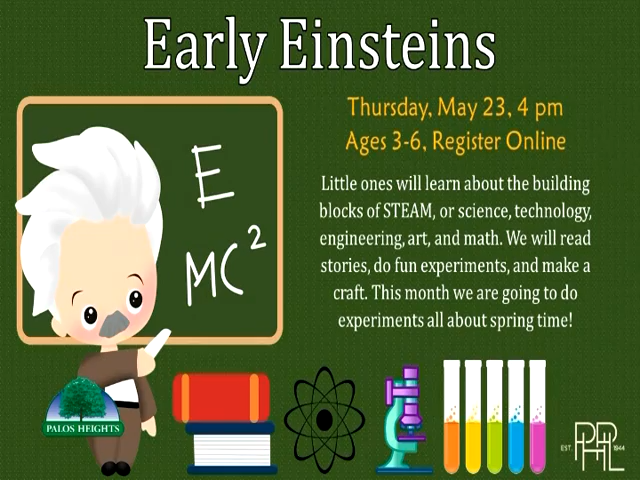 Early Einsteins
Thursday, May 23, 4 pm
Ages 3-6, Register Online
E
MC²
Little ones will learn about the building
blocks of STEAM, or science, technology,
engineering, art, and math. We will read
stories, do fun experiments, and make a
craft. This month we are going to do
experiments all about spring time!
PALOS HEIGHTS
EST. PHPL 1944